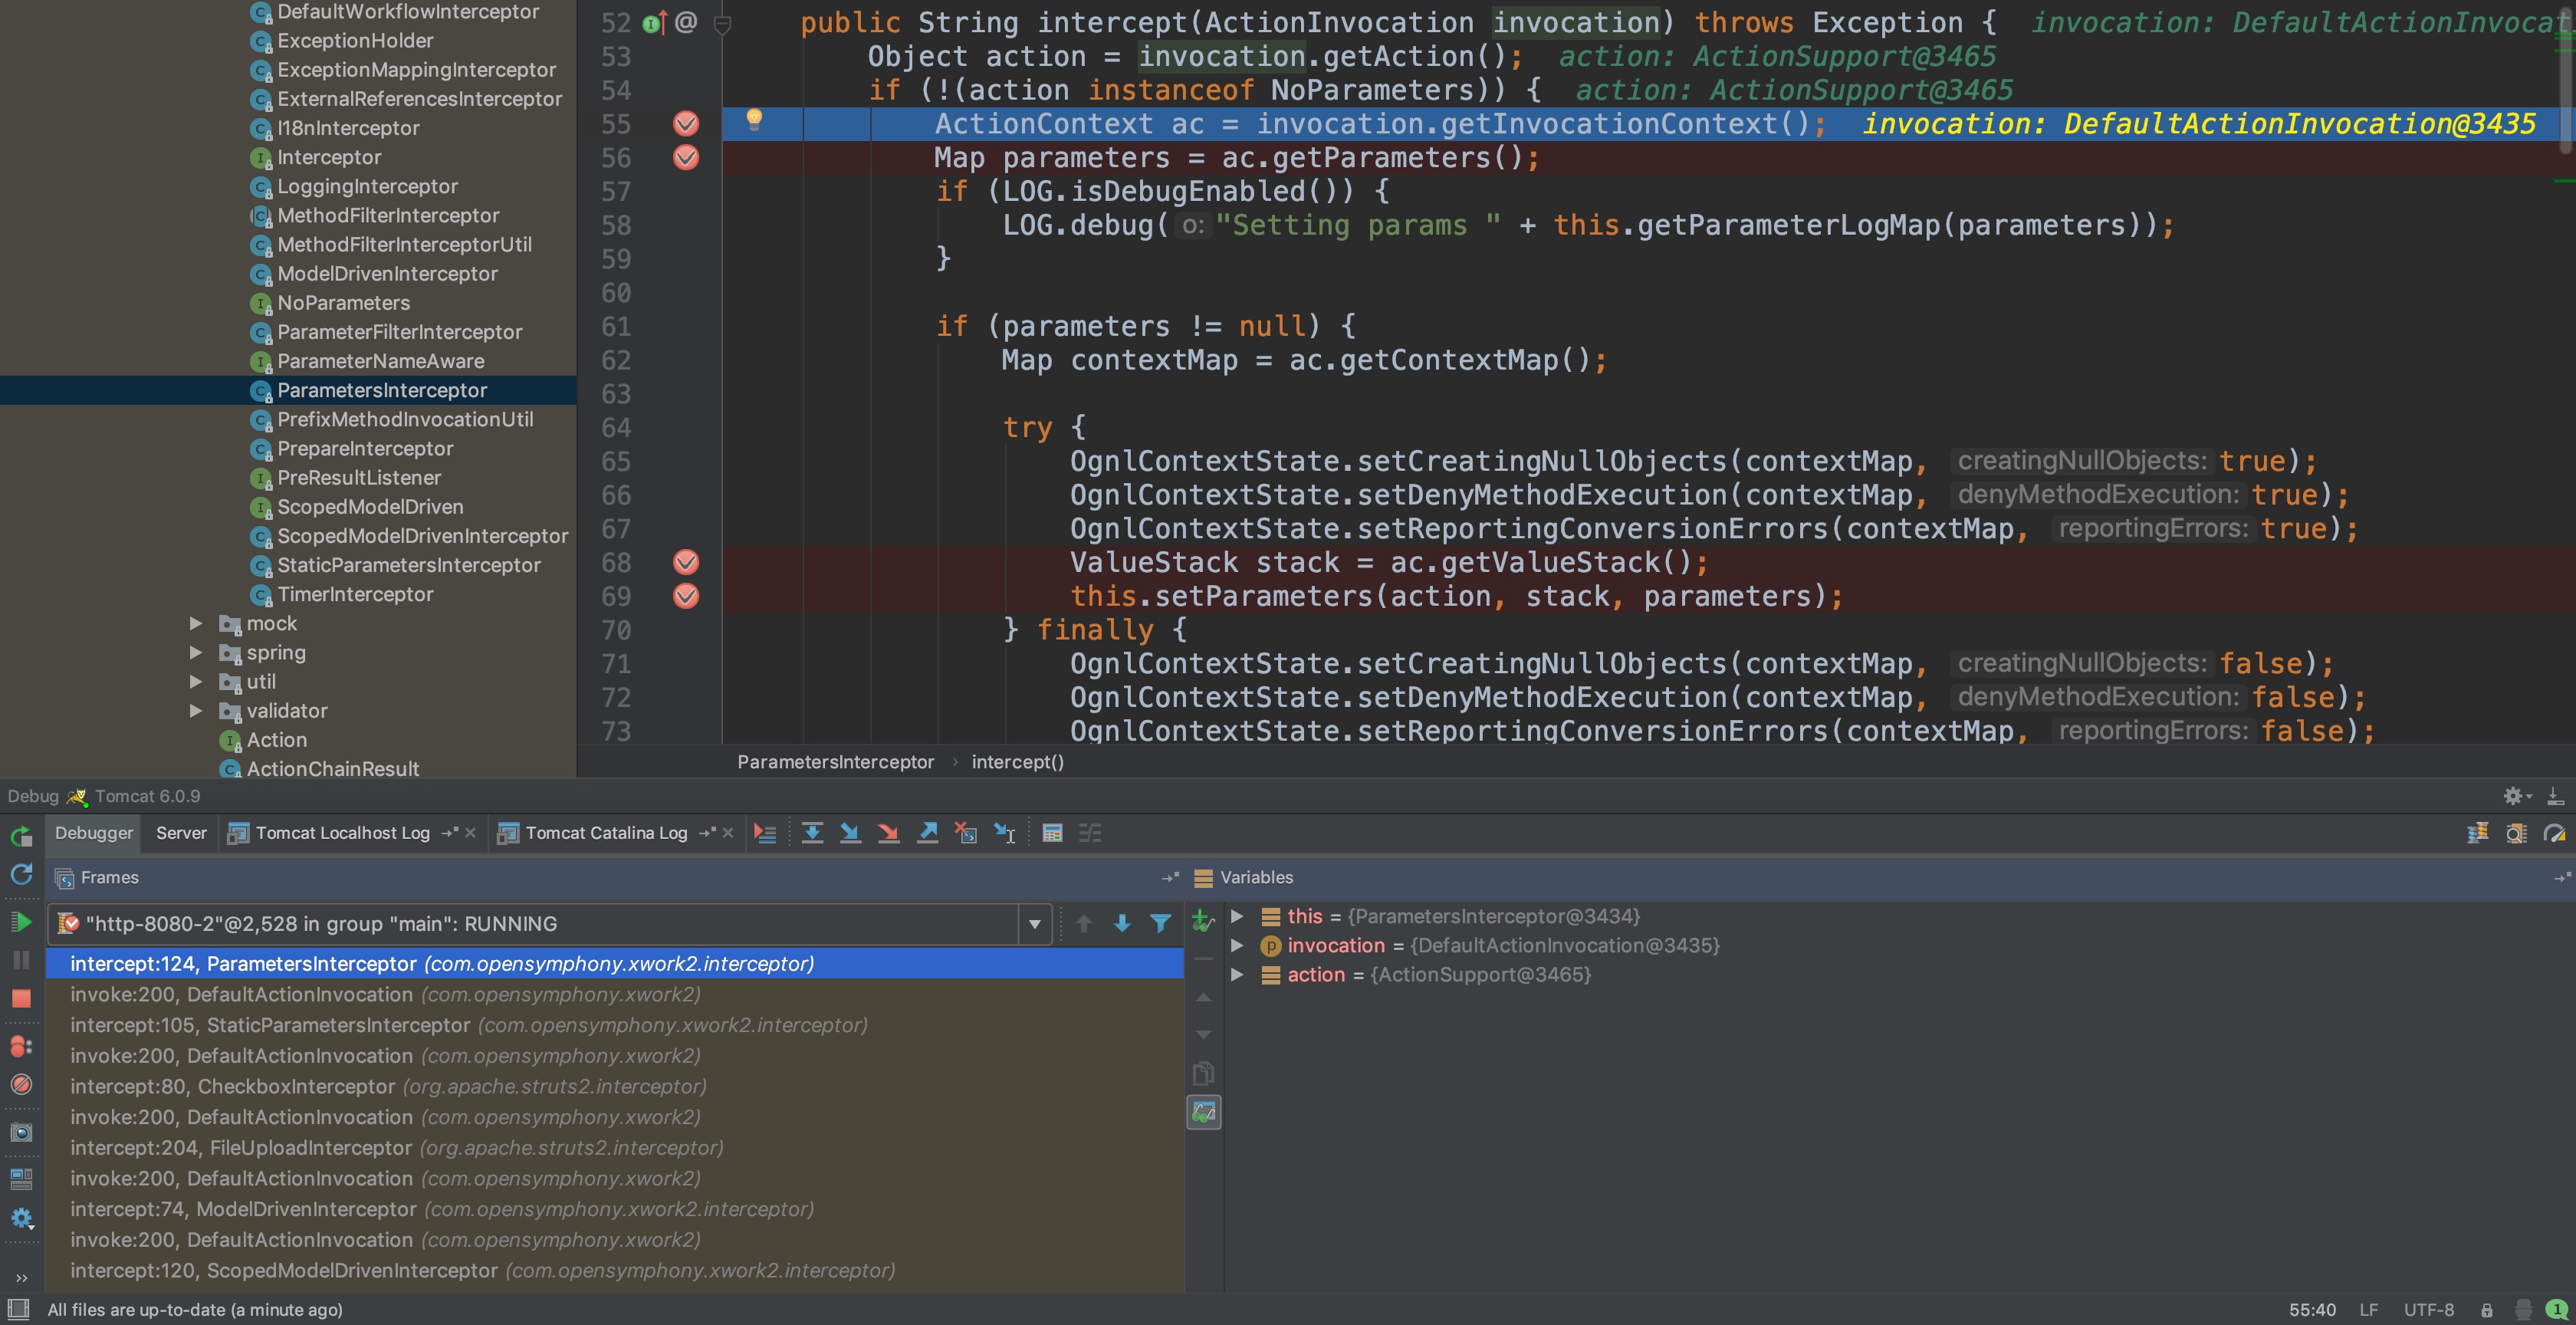 DefaultWorkflowInterceptor
ExceptionHolder
ExceptionMappingInterceptor
ExternalReferencesInterceptor
I18nInterceptor
Interceptor
LoggingInterceptor
MethodFilterInterceptor
MethodFilterInterceptorUtil
ModelDrivenInterceptor
NoParameters
ParameterFilterInterceptor
ParameterNameAware
ParametersInterceptor
PrefixMethodInvocationUtil
PrepareInterceptor
PreResultListener
ScopedModelDriven
ScopedModelDrivenInterceptor
StaticParametersInterceptor
TimerInterceptor
mock
spring
util
validator
Action
ActionChainResult
52 @ public String intercept(ActionInvocation invocation) throws Exception { invocation: DefaultActionInvocat
53 Object action = invocation.getAction(); action: ActionSupport@3465
54 if (!(action instanceof NoParameters)) { action: ActionSupport@3465
55 ActionContext ac = invocation.getInvocationContext(); invocation: DefaultActionInvocation@3435
56 Map parameters = ac.getParameters();
57 if (LOG.isDebugEnabled()) {
58 LOG.debug( o: "Setting params " + this.getParameterLogMap(parameters));
59 }
60
61 if (parameters != null) {
62 Map contextMap = ac.getContextMap();
63
64 try {
65 OgnlContextState.setCreatingNullObjects(contextMap, creatingNullObjects: true);
66 OgnlContextState.setDenyMethodExecution(contextMap, denyMethodExecution: true);
67 OgnlContextState.setReportingConversionErrors(contextMap, reportingErrors: true);
68 ValueStack stack = ac.getValueStack();
69 this.setParameters(action, stack, parameters);
70 } finally {
71 OgnlContextState.setCreatingNullObjects(contextMap, creatingNullObjects: false);
72 OgnlContextState.setDenyMethodExecution(contextMap, denyMethodExecution: false);
73 OgnlContextState.setReportingConversionErrors(contextMap, reportingErrors: false);
ParametersInterceptor › intercept()
Debug Tomcat 6.0.9
Debugger Server Tomcat Localhost Log Tomcat Catalina Log
Frames
Variables
"http-8080-2"@2,528 in group "main": RUNNING
intercept:124, ParametersInterceptor (com.opensymphony.xwork2.interceptor)
invoke:200, DefaultActionInvocation (com.opensymphony.xwork2)
intercept:105, StaticParametersInterceptor (com.opensymphony.xwork2.interceptor)
invoke:200, DefaultActionInvocation (com.opensymphony.xwork2)
intercept:80, CheckboxInterceptor (org.apache.struts2.interceptor)
invoke:200, DefaultActionInvocation (com.opensymphony.xwork2)
intercept:204, FileUploadInterceptor (org.apache.struts2.interceptor)
invoke:200, DefaultActionInvocation (com.opensymphony.xwork2)
intercept:74, ModelDrivenInterceptor (com.opensymphony.xwork2.interceptor)
invoke:200, DefaultActionInvocation (com.opensymphony.xwork2)
intercept:120, ScopedModelDrivenInterceptor (com.opensymphony.xwork2.interceptor)
this = {ParametersInterceptor@3434}
invocation = {DefaultActionInvocation@3435}
action = {ActionSupport@3465}
All files are up-to-date (a minute ago)
55:40 LF UTF-8 1